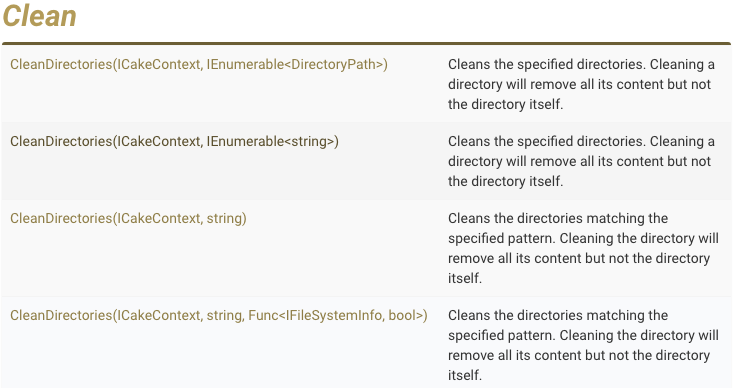 Clean
CleanDirectories(ICakeContext, IEnumerable<DirectoryPath>)
Cleans the specified directories. Cleaning a
directory will remove all its content but not
the directory itself.
CleanDirectories(ICakeContext, IEnumerable<string>)
Cleans the specified directories. Cleaning a
directory will remove all its content but not
the directory itself.
CleanDirectories(ICakeContext, string)
Cleans the directories matching the
specified pattern. Cleaning the directory will
remove all its content but not the directory
itself.
CleanDirectories(ICakeContext, string, Func<IFileSystemInfo, bool>)
Cleans the directories matching the
specified pattern. Cleaning the directory will
remove all its content but not the directory
itself.